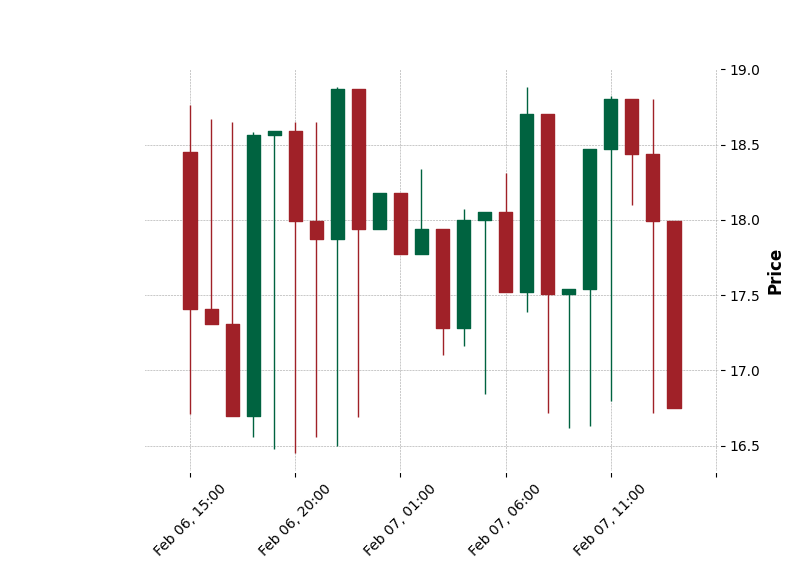 19.0
18.5
18.0
17.5
17.0
16.5
Price
Feb 06, 15:00
Feb 06, 20:00
Feb 07, 01:00
Feb 07, 06:00
Feb 07, 11:00